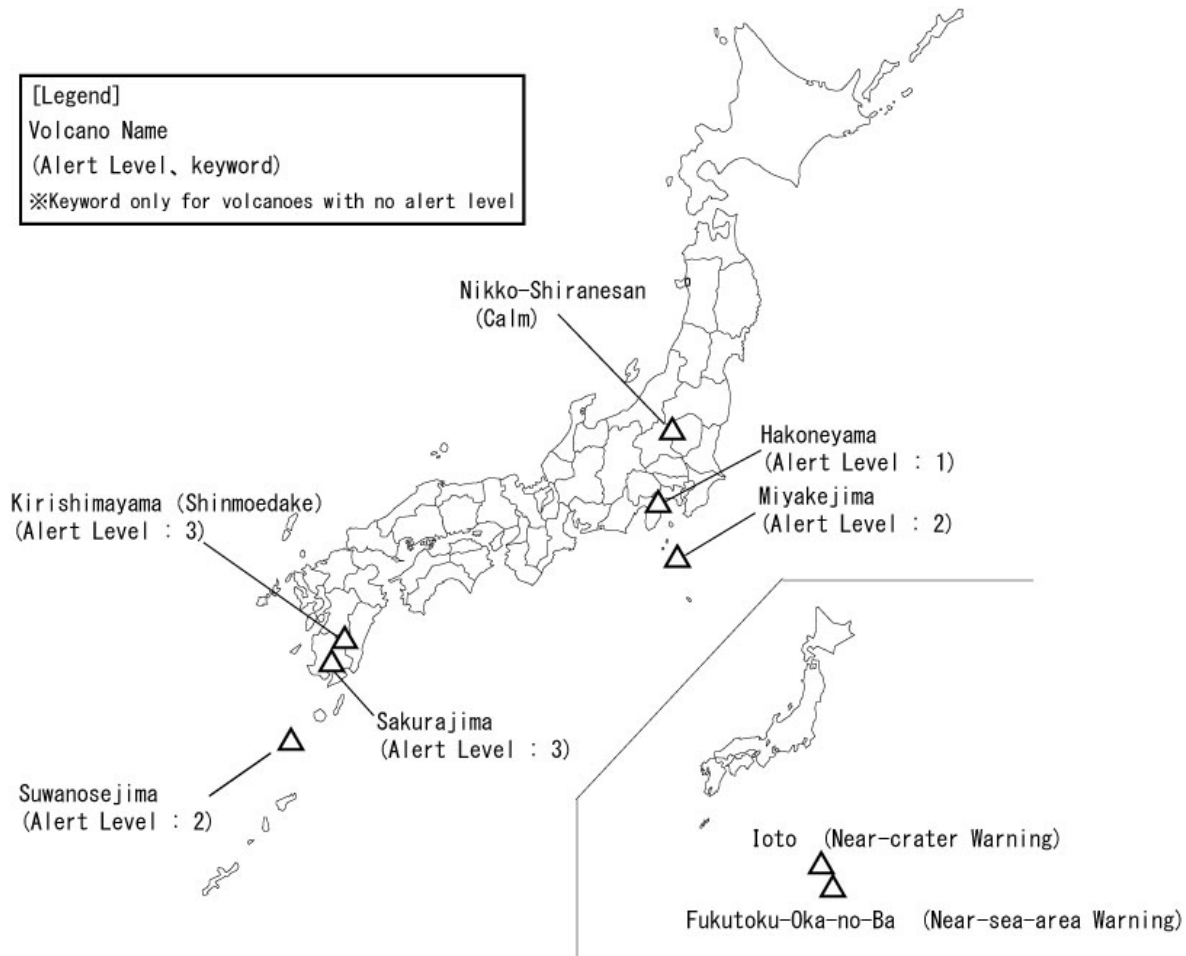 [Legend]
Volcano Name
(Alert Level、keyword)
※Keyword only for volcanoes with no alert level
Nikko-Shiranesan
(Calm)
Hakoneyama
(Alert Level : 1)
Miyakejima
(Alert Level : 2)
Kirishimayama (Shinmoedake)
(Alert Level : 3)
Sakurajima
(Alert Level : 3)
Suwanosejima
(Alert Level : 2)
Ioto (Near-crater Warning)
Fukutoku-Oka-no-Ba (Near-sea-area Warning)